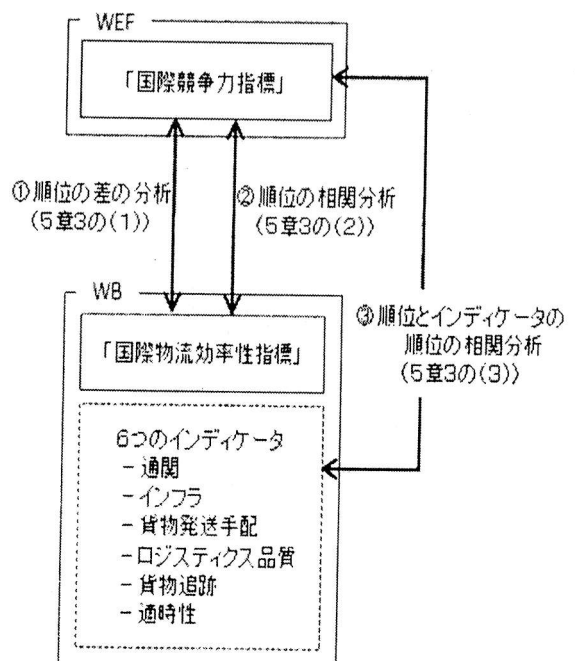 WEF
「国際競争力指標」
①順位の差の分析
(5章3の(1))
②順位の相関分析
(5章3の(2))
WB
③順位とインディケータの
順位の相関分析
(5章3の(3))
「国際物流効率性指標」
6つのインディケータ
－通関
－インフラ
－貨物発送手配
－ロジスティクス品質
－貨物追跡
－適時性